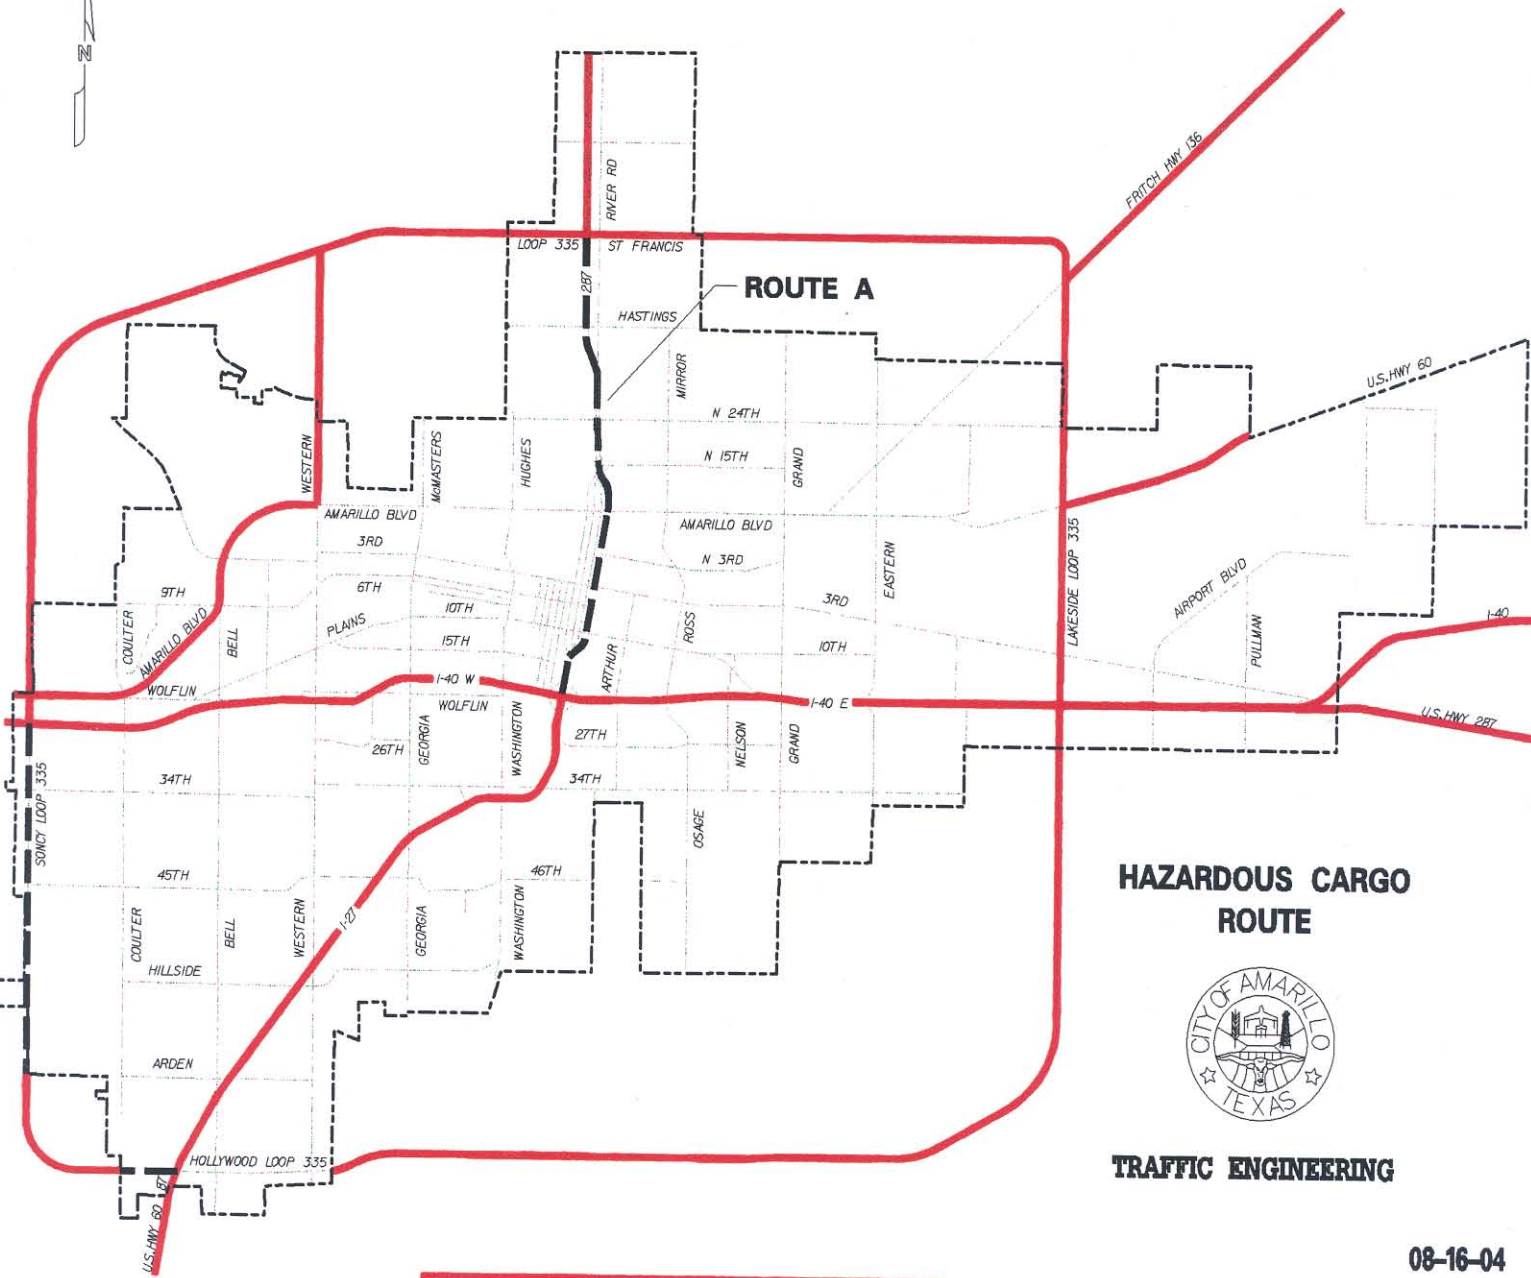 N
FRITCH HWY 136
RIVER RD
LOOP 335
ST FRANCIS
287
ROUTE A
HASTINGS
MIRROR
U.S. HWY 60
N 24TH
WESTERN
McMASTERS
HUGHES
N 15TH
GRAND
AMARILLO BLVD
AMARILLO BLVD
3RD
N 3RD
EASTERN
LAKESIDE LOOP 335
9TH
6TH
AIRPORT BLVD
10TH
3RD
I-40
COULTER
AMARILLO BLVD
BELL
PLAINS
15TH
ARTHUR
ROSS
10TH
PULLMAN
WOLFLIN
I-40 W
WOLFLIN
I-40 E
U.S. HWY 287
26TH
GEORGIA
WASHINGTON
27TH
NELSON
GRAND
SONCY LOOP 335
34TH
34TH
OSAGE
45TH
46TH
HAZARDOUS CARGO
ROUTE
COULTER
BELL
WESTERN
I-27
GEORGIA
WASHINGTON
HILLSIDE
CITY OF AMARILLO
TEXAS
ARDEN
HOLLYWOOD LOOP 335
TRAFFIC ENGINEERING
U.S. HWY 60
87
08-16-04